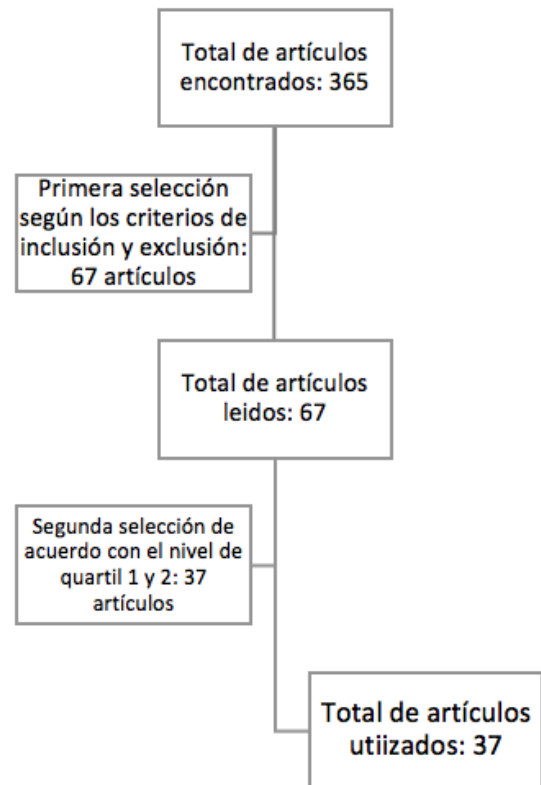 Total de artículos
encontrados: 365
Primera selección
según los criterios de
inclusión y exclusión:
67 artículos
Total de artículos
leidos: 67
Segunda selección de
acuerdo con el nivel de
quartil 1 y 2: 37
artículos
Total de artículos
utiizados: 37